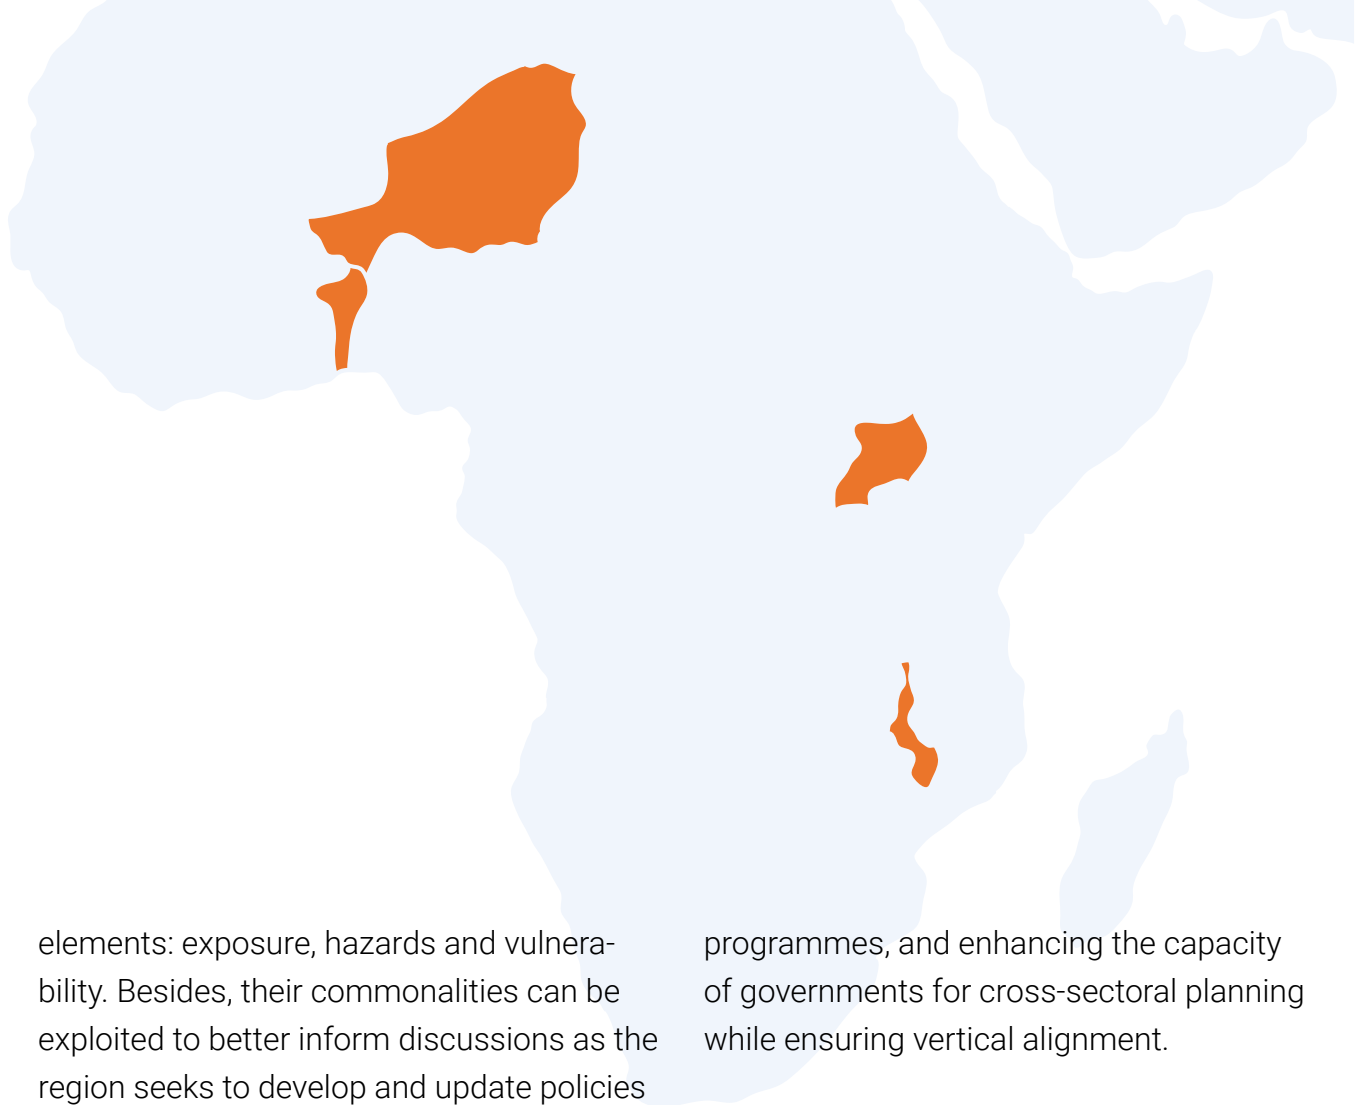 elements: exposure, hazards and vulnera-
bility. Besides, their commonalities can be
exploited to better inform discussions as the
region seeks to develop and update policies
programmes, and enhancing the capacity
of governments for cross-sectoral planning
while ensuring vertical alignment.